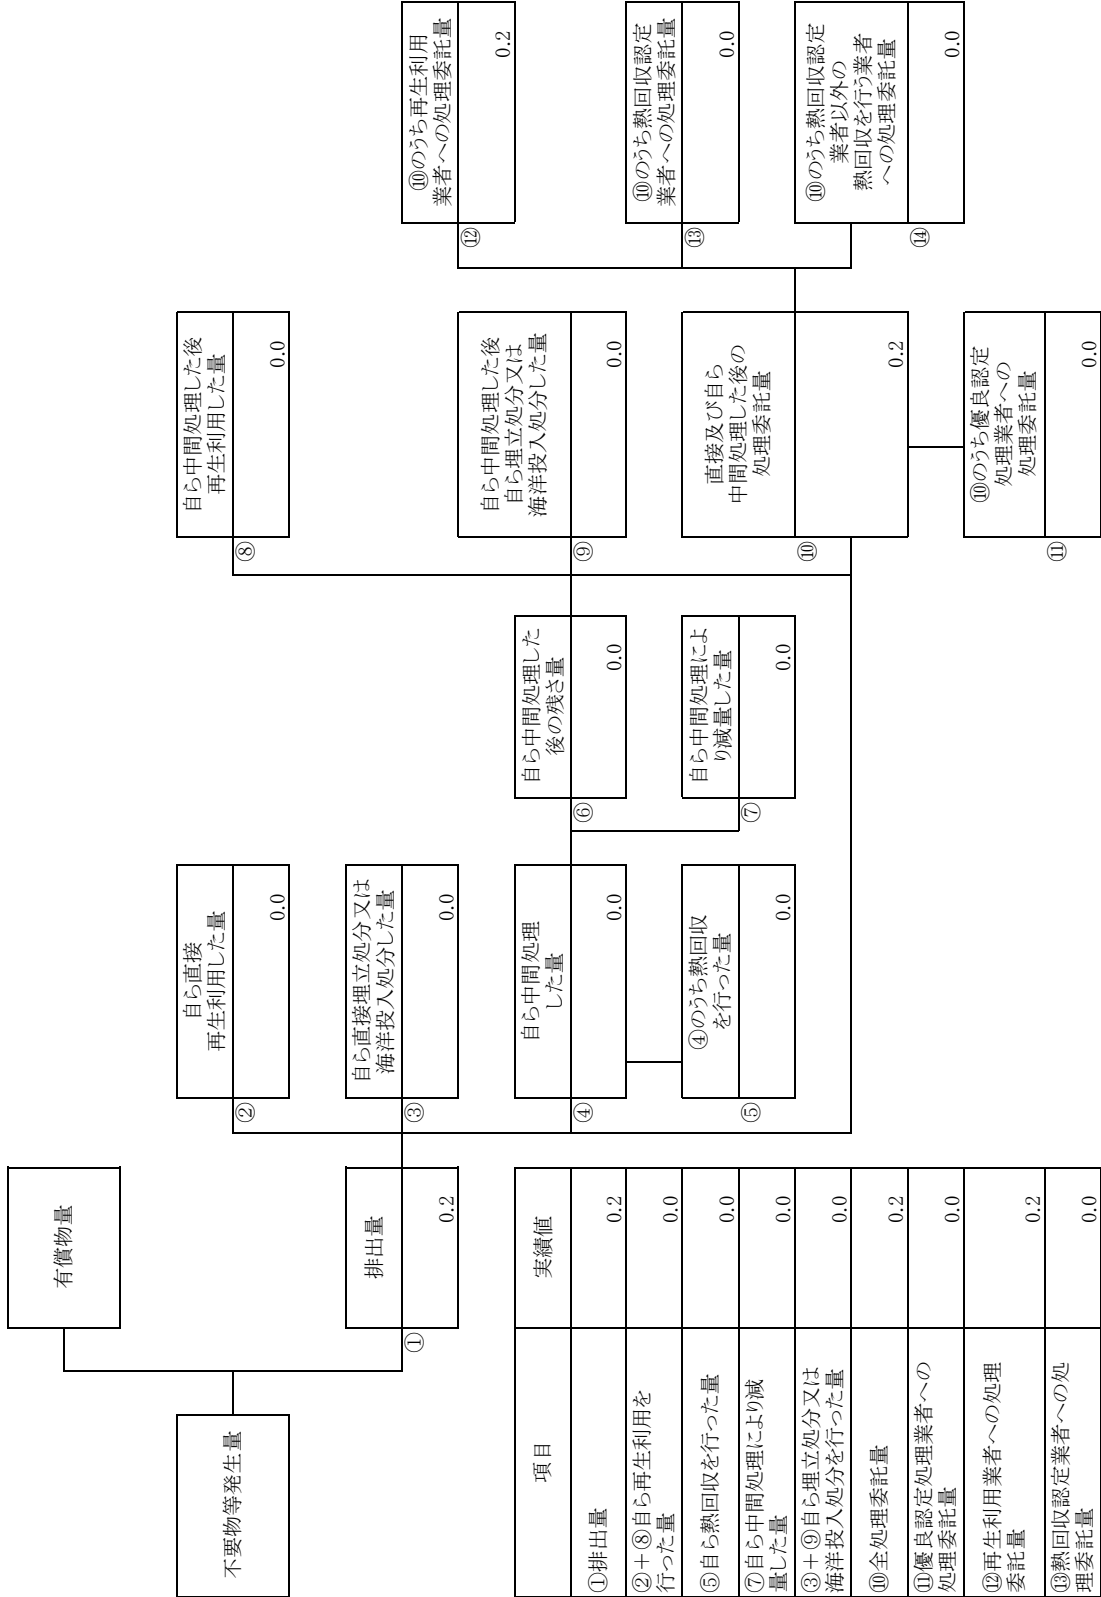 不要物等発生量
有償物量
排出量
①
0.2
自ら直接
再生利用した量
②
0.0
自ら直接埋立処分又は
海洋投入処分した量
③
0.0
自ら中間処理
した量
④
0.0
④のうち熱回収
を行った量
⑤
0.0
自ら中間処理した
後の残さ量
⑥
0.0
自ら中間処理によ
り減量した量
⑦
0.0
自ら中間処理した後
再生利用した量
⑧
0.0
自ら中間処理した後
自ら埋立処分又は
海洋投入処分した量
⑨
0.0
直接及び自ら
中間処理した後の
処理委託量
⑩
0.2
⑩のうち優良認定
処理業者への
処理委託量
⑪
0.0
⑩のうち再生利用
業者への処理委託量
⑫
0.2
⑩のうち熱回収認定
業者への処理委託量
⑬
0.0
⑩のうち熱回収認定
業者以外の
熱回収を行う業者
への処理委託量
⑭
0.0
項目 実績値
①排出量 0.2
②+⑧自ら再生利用を
行った量 0.0
⑤自ら熱回収を行った量 0.0
⑦自ら中間処理により減
量した量 0.0
③+⑨自ら埋立処分又は
海洋投入処分を行った量 0.0
⑩全処理委託量 0.2
⑪優良認定処理業者への
処理委託量 0.0
⑫再生利用業者への処理
委託量 0.2
⑬熱回収認定業者への処
理委託量 0.0